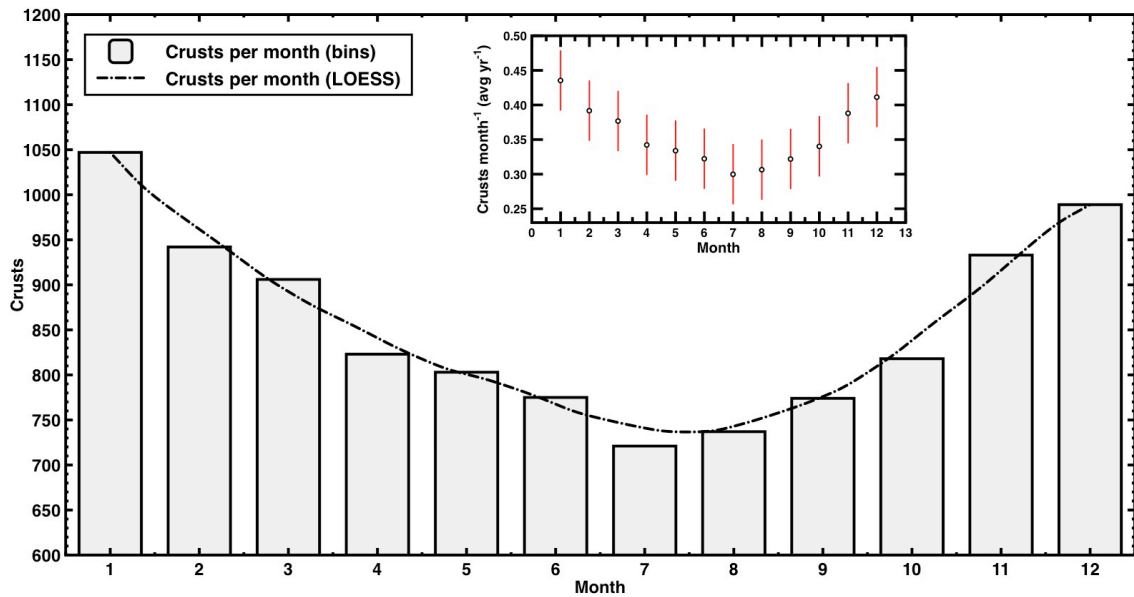 1200
1150
1100
1050
1000
950
900
850
800
750
700
650
600
Crusts
Crusts per month (bins)
Crusts per month (LOESS)
0.50
0.45
0.40
0.35
0.30
0.25
Crusts month⁻¹ (avg yr⁻¹)
0 1 2 3 4 5 6 7 8 9 10 11 12 13
Month
1 2 3 4 5 6 7 8 9 10 11 12
Month